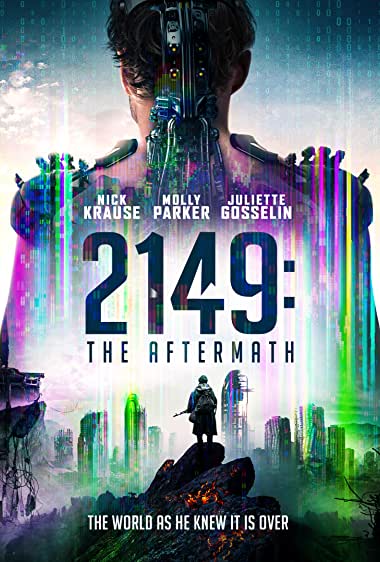 NICK KRAUSE MOLLY PARKER JULIETTE GOSSELIN
2149:
THE AFTERMATH
THE WORLD AS HE KNEW IT IS OVER